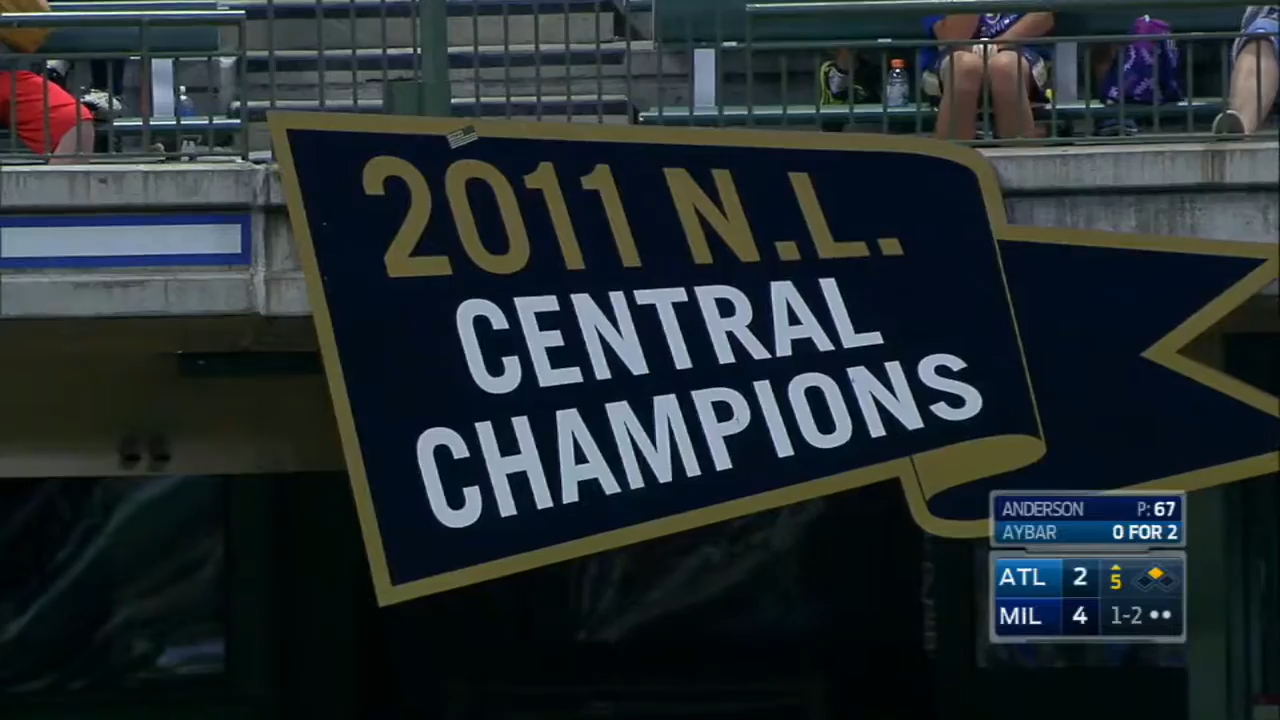 2011 N.L.
CENTRAL
CHAMPIONS
ANDERSON P: 67
AYBAR 0 FOR 2
ATL 2 5
MIL 4 1-2